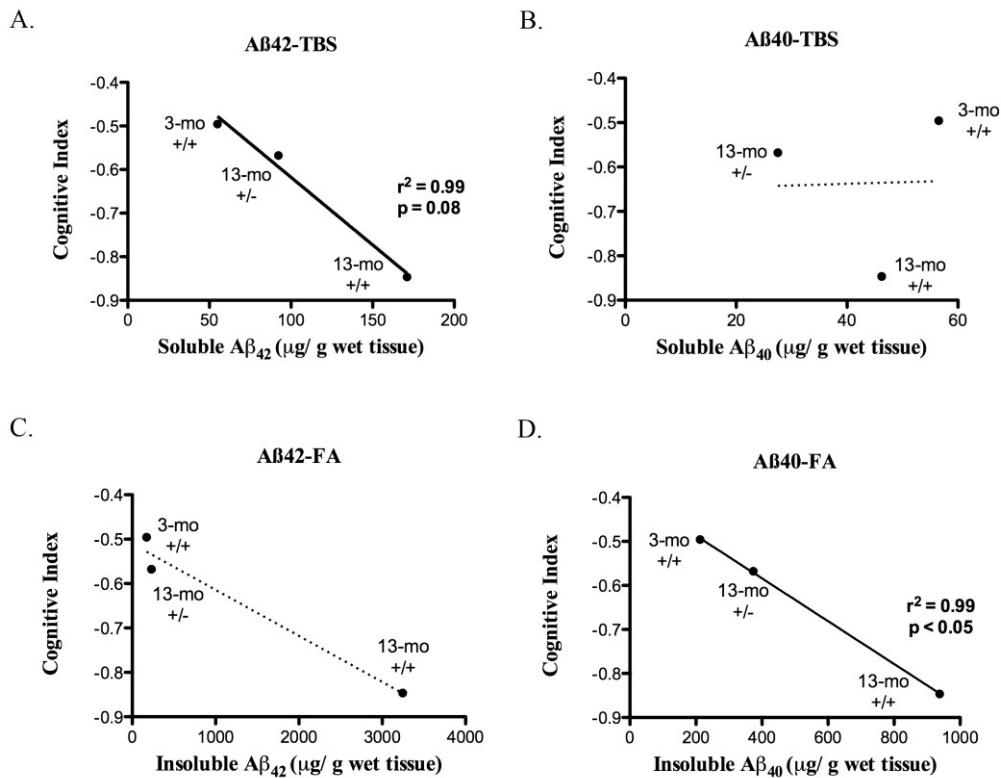 A.
Aß42-TBS
Cognitive Index
-0.4
-0.5
-0.6
-0.7
-0.8
-0.9
3-mo
+/+
13-mo
+/-
13-mo
+/+
r² = 0.99
p = 0.08
0 50 100 150 200
Soluble Aβ₄₂ (µg/ g wet tissue)
B.
Aß40-TBS
Cognitive Index
-0.4
-0.5
-0.6
-0.7
-0.8
-0.9
3-mo
+/+
13-mo
+/-
13-mo
+/+
0 20 40 60
Soluble Aβ₄₀ (µg/ g wet tissue)
C.
Aß42-FA
Cognitive Index
-0.4
-0.5
-0.6
-0.7
-0.8
-0.9
3-mo
+/+
13-mo
+/-
13-mo
+/+
0 1000 2000 3000 4000
Insoluble Aβ₄₂ (µg/ g wet tissue)
D.
Aß40-FA
Cognitive Index
-0.4
-0.5
-0.6
-0.7
-0.8
-0.9
3-mo
+/+
13-mo
+/-
13-mo
+/+
r² = 0.99
p < 0.05
0 200 400 600 800 1000
Insoluble Aβ₄₀ (µg/ g wet tissue)